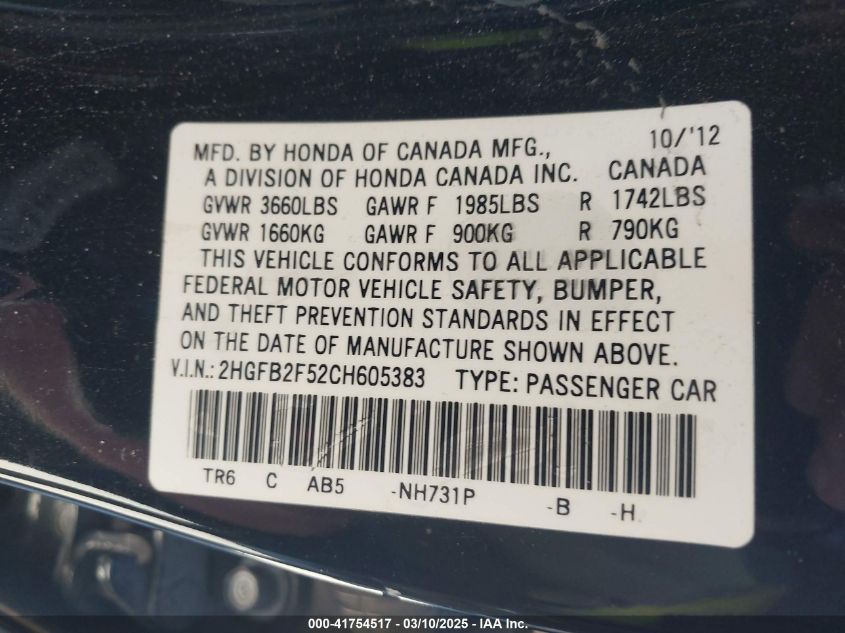 MFD. BY HONDA OF CANADA MFG., 10/'12
A DIVISION OF HONDA CANADA INC. CANADA
GVWR 3660LBS GAWR F 1985LBS R 1742LBS
GVWR 1660KG GAWR F 900KG R 790KG
THIS VEHICLE CONFORMS TO ALL APPLICABLE
FEDERAL MOTOR VEHICLE SAFETY, BUMPER,
AND THEFT PREVENTION STANDARDS IN EFFECT
ON THE DATE OF MANUFACTURE SHOWN ABOVE.
V.I.N.: 2HGFB2F52CH605383 TYPE: PASSENGER CAR
TR6 C AB5 -NH731P -B -H
000-41754517 - 03/10/2025 - IAA Inc.